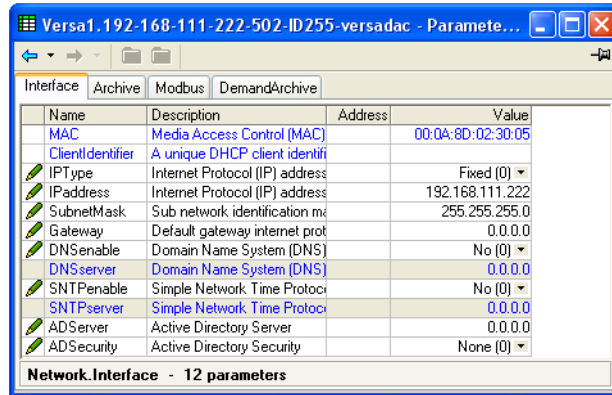 Versa1.192-168-111-222-502-ID255-versadac - Paramete...
Interface Archive Modbus DemandArchive
Name Description Address Value
MAC Media Access Control (MAC) 00:0A:8D:02:30:05
ClientIdentifier A unique DHCP client identifi
IPType Internet Protocol (IP) address Fixed (0)
IPaddress Internet Protocol (IP) address 192.168.111.222
SubnetMask Sub network identification ma 255.255.255.0
Gateway Default gateway internet prot 0.0.0.0
DNSenable Domain Name System (DNS) No (0)
DNSserver Domain Name System (DNS) 0.0.0.0
SNTPenable Simple Network Time Protoc No (0)
SNTPserver Simple Network Time Protoc 0.0.0.0
ADServer Active Directory Server 0.0.0.0
ADSecurity Active Directory Security None (0)
Network.Interface - 12 parameters